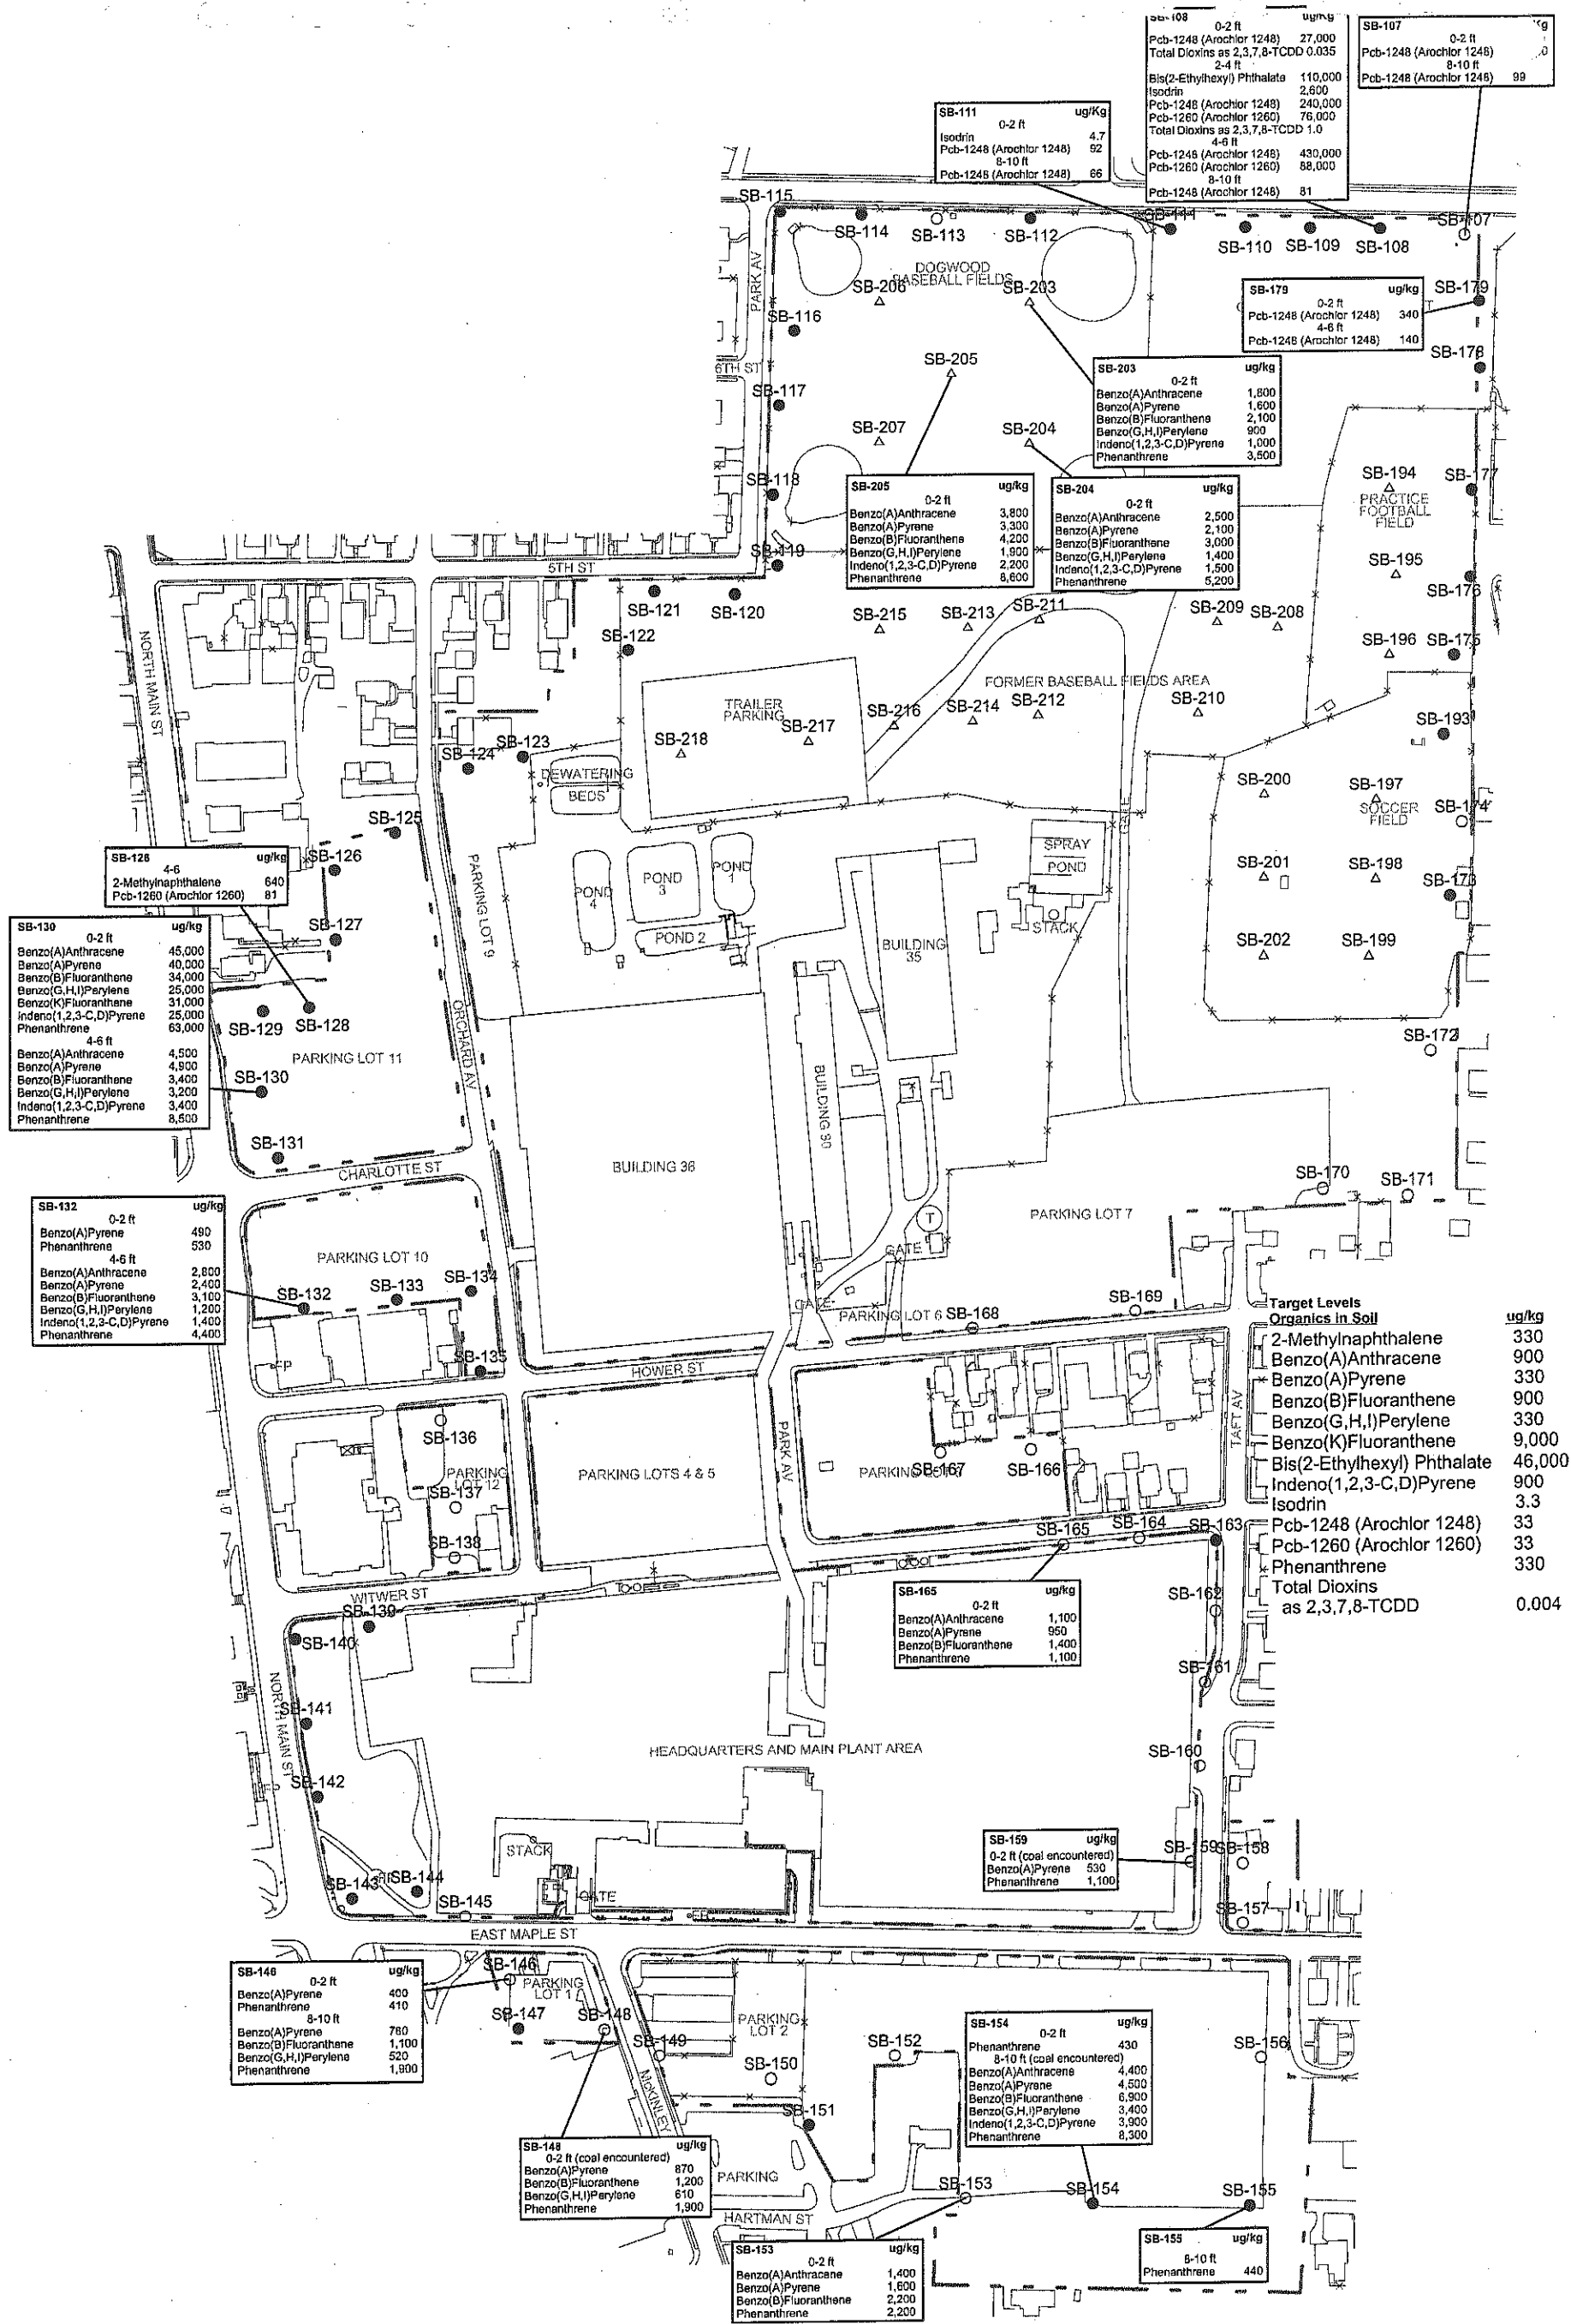 SB-108 ug/kg
0-2 ft
Pcb-1248 (Arochlor 1248) 27,000
Total Dioxins as 2,3,7,8-TCDD 0.035
2-4 ft
Bis(2-Ethylhexyl) Phthalate 110,000
Isodrin 2,600
Pcb-1248 (Arochlor 1248) 240,000
Pcb-1260 (Arochlor 1260) 76,000
Total Dioxins as 2,3,7,8-TCDD 1.0
4-6 ft
Pcb-1248 (Arochlor 1248) 430,000
Pcb-1260 (Arochlor 1260) 88,000
8-10 ft
Pcb-1248 (Arochlor 1248) 81
SB-107
0-2 ft
Pcb-1248 (Arochlor 1248)
8-10 ft
Pcb-1248 (Arochlor 1248) 99
SB-111 ug/Kg
0-2 ft
Isodrin 4.7
Pcb-1248 (Arochlor 1248) 92
8-10 ft
Pcb-1248 (Arochlor 1248) 66
SB-115
SB-114
SB-113
SB-112
SB-111
SB-110
SB-109
SB-108
SB-107
PARK AV
DOGWOOD
BASEBALL FIELDS
SB-206
SB-203
SB-179 ug/kg
0-2 ft
Pcb-1248 (Arochlor 1248) 340
4-6 ft
Pcb-1248 (Arochlor 1248) 140
SB-179
SB-116
SB-178
6TH ST
SB-205
SB-203 ug/kg
0-2 ft
Benzo(A)Anthracene 1,800
Benzo(A)Pyrene 1,600
Benzo(B)Fluoranthene 2,100
Benzo(G,H,I)Perylene 900
Indeno(1,2,3-C,D)Pyrene 1,000
Phenanthrene 3,500
SB-117
SB-207
SB-204
SB-118
SB-205 ug/kg
0-2 ft
Benzo(A)Anthracene 3,800
Benzo(A)Pyrene 3,300
Benzo(B)Fluoranthene 4,200
Benzo(G,H,I)Perylene 1,900
Indeno(1,2,3-C,D)Pyrene 2,200
Phenanthrene 8,600
SB-204 ug/kg
0-2 ft
Benzo(A)Anthracene 2,500
Benzo(A)Pyrene 2,100
Benzo(B)Fluoranthene 3,000
Benzo(G,H,I)Perylene 1,400
Indeno(1,2,3-C,D)Pyrene 1,500
Phenanthrene 5,200
SB-194
SB-177
PRACTICE
FOOTBALL
FIELD
SB-119
5TH ST
SB-195
SB-176
SB-121
SB-120
SB-122
SB-215
SB-213
SB-211
SB-209
SB-208
SB-196
SB-175
NORTH MAIN ST
FORMER BASEBALL FIELDS AREA
TRAILER
PARKING
SB-218
SB-217
SB-216
SB-214
SB-212
SB-210
SB-193
SB-124
SB-123
DEWATERING
BEDS
SB-200
SB-197
SOCCER
FIELD
SB-174
SB-125
SB-126
PARKING LOT 9
POND
4
POND
3
POND
1
POND 2
SPRAY
POND
STACK
BUILDING
35
SB-201
SB-198
SB-173
SB-128 ug/kg
4-6
2-Methylnaphthalene 640
Pcb-1260 (Arochlor 1260) 81
SB-127
SB-202
SB-199
SB-130 ug/kg
0-2 ft
Benzo(A)Anthracene 45,000
Benzo(A)Pyrene 40,000
Benzo(B)Fluoranthene 34,000
Benzo(G,H,I)Perylene 25,000
Benzo(K)Fluoranthene 31,000
Indeno(1,2,3-C,D)Pyrene 25,000
Phenanthrene 63,000
4-6 ft
Benzo(A)Anthracene 4,500
Benzo(A)Pyrene 4,900
Benzo(B)Fluoranthene 3,400
Benzo(G,H,I)Perylene 3,200
Indeno(1,2,3-C,D)Pyrene 3,400
Phenanthrene 8,500
SB-129
SB-128
PARKING LOT 11
ORCHARD AV
SB-172
SB-130
SB-131
CHARLOTTE ST
BUILDING 36
BUILDING 90
SB-170
SB-171
PARKING LOT 7
T
GATE
SB-132 ug/kg
0-2 ft
Benzo(A)Pyrene 490
Phenanthrene 530
4-6 ft
Benzo(A)Anthracene 2,800
Benzo(A)Pyrene 2,400
Benzo(B)Fluoranthene 3,100
Benzo(G,H,I)Perylene 1,200
Indeno(1,2,3-C,D)Pyrene 1,400
Phenanthrene 4,400
PARKING LOT 10
SB-132
SB-133
SB-134
SB-135
GATE
PARKING LOT 6
SB-168
SB-169
HOWER ST
Target Levels
Organics in Soil ug/kg
2-Methylnaphthalene 330
Benzo(A)Anthracene 900
Benzo(A)Pyrene 330
Benzo(B)Fluoranthene 900
Benzo(G,H,I)Perylene 330
Benzo(K)Fluoranthene 9,000
Bis(2-Ethylhexyl) Phthalate 46,000
Indeno(1,2,3-C,D)Pyrene 900
Isodrin 3.3
Pcb-1248 (Arochlor 1248) 33
Pcb-1260 (Arochlor 1260) 33
Phenanthrene 330
Total Dioxins
as 2,3,7,8-TCDD 0.004
TAFT AV
SB-136
PARKING
LOT 12
SB-137
SB-138
PARKING LOTS 4 & 5
PARK AV
SB-167
SB-166
SB-165
SB-164
SB-163
WITWER ST
SB-139
SB-140
SB-165 ug/kg
0-2 ft
Benzo(A)Anthracene 1,100
Benzo(A)Pyrene 950
Benzo(B)Fluoranthene 1,400
Phenanthrene 1,100
SB-162
SB-161
NORTH MAIN ST
SB-141
HEADQUARTERS AND MAIN PLANT AREA
SB-160
SB-142
STACK
GATE
SB-159 ug/kg
0-2 ft (coal encountered)
Benzo(A)Pyrene 530
Phenanthrene 1,100
SB-159
SB-158
SB-157
SB-143
SB-144
SB-145
EAST MAPLE ST
SB-146 ug/kg
0-2 ft
Benzo(A)Pyrene 400
Phenanthrene 410
8-10 ft
Benzo(A)Pyrene 780
Benzo(B)Fluoranthene 1,100
Benzo(G,H,I)Perylene 520
Phenanthrene 1,900
SB-146
PARKING
LOT 1
SB-147
SB-148
SB-149
PARKING
LOT 2
SB-150
SB-152
SB-156
McKINLEY
SB-151
SB-154 ug/kg
0-2 ft
Phenanthrene 430
8-10 ft (coal encountered)
Benzo(A)Anthracene 4,400
Benzo(A)Pyrene 4,500
Benzo(B)Fluoranthene 6,900
Benzo(G,H,I)Perylene 3,400
Indeno(1,2,3-C,D)Pyrene 3,900
Phenanthrene 8,300
SB-148 ug/kg
0-2 ft (coal encountered)
Benzo(A)Pyrene 870
Benzo(B)Fluoranthene 1,200
Benzo(G,H,I)Perylene 610
Phenanthrene 1,900
PARKING
HARTMAN ST
SB-153
SB-154
SB-155
SB-153 ug/kg
0-2 ft
Benzo(A)Anthracene 1,400
Benzo(A)Pyrene 1,600
Benzo(B)Fluoranthene 2,200
Phenanthrene 2,200
SB-155 ug/kg
8-10 ft
Phenanthrene 440